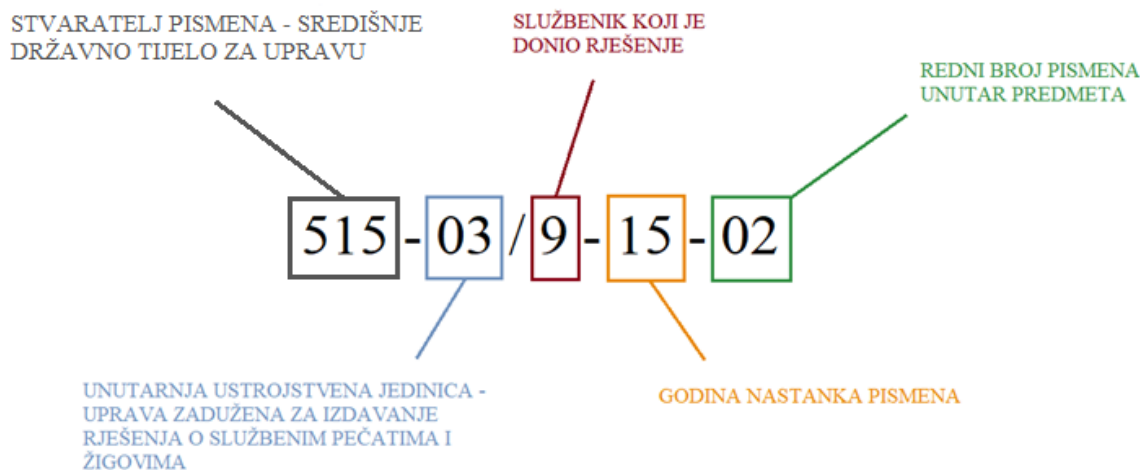 STVARATELJ PISMENA - SREDIŠNJE
DRŽAVNO TIJELO ZA UPRAVU
SLUŽBENIK KOJI JE
DONIO RJEŠENJE
REDNI BROJ PISMENA
UNUTAR PREDMETA
515-03/9-15-02
UNUTARNJA USTROJSTVENA JEDINICA -
UPRAVA ZADUŽENA ZA IZDAVANJE
RJEŠENJA O SLUŽBENIM PEČATIMA I
ŽIGOVIMA
GODINA NASTANKA PISMENA